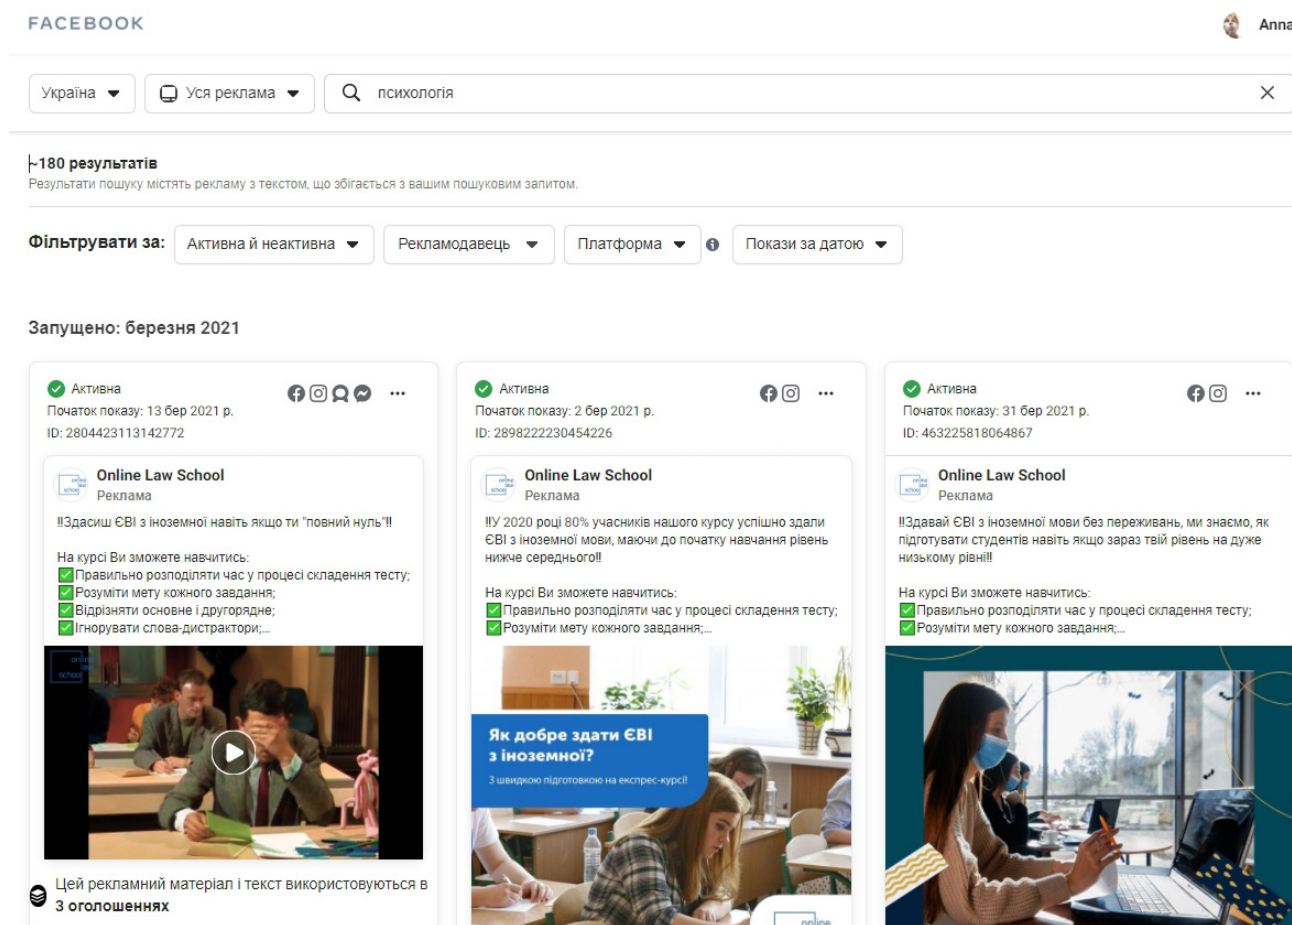 FACEBOOK
Anna
Україна
Уся реклама
психологія
~180 результатів
Результати пошуку містять рекламу з текстом, що збігається з вашим пошуковим запитом.
Фільтрувати за:
Активна й неактивна
Рекламодавець
Платформа
Покази за датою
Запущено: березня 2021
Активна
Початок показу: 13 бер 2021 р.
ID: 2804423113142772
Online Law School
Реклама
‼Здасиш ЄВІ з іноземної навіть якщо ти "повний нуль"‼
На курсі Ви зможете навчитись:
✅Правильно розподіляти час у процесі складення тесту;
✅Розуміти мету кожного завдання;
✅Відрізняти основне і другорядне;
✅Ігнорувати слова-дистрактори;...
online
law
school
Цей рекламний матеріал і текст використовуються в
3 оголошеннях
Активна
Початок показу: 2 бер 2021 р.
ID: 2898222230454226
Online Law School
Реклама
‼У 2020 році 80% учасників нашого курсу успішно здали
ЄВІ з іноземної мови, маючи до початку навчання рівень
нижче середнього‼
На курсі Ви зможете навчитись:
✅Правильно розподіляти час у процесі складення тесту;
✅Розуміти мету кожного завдання;...
Як добре здати ЄВІ
з іноземної?
З швидкою підготовкою на експрес-курсі!
online
Активна
Початок показу: 31 бер 2021 р.
ID: 463225818064867
Online Law School
Реклама
‼Здавай ЄВІ з іноземної мови без переживань, ми знаємо, як
підготувати студентів навіть якщо зараз твій рівень на дуже
низькому рівні‼
На курсі Ви зможете навчитись:
✅Правильно розподіляти час у процесі складення тесту;
✅Розуміти мету кожного завдання;...